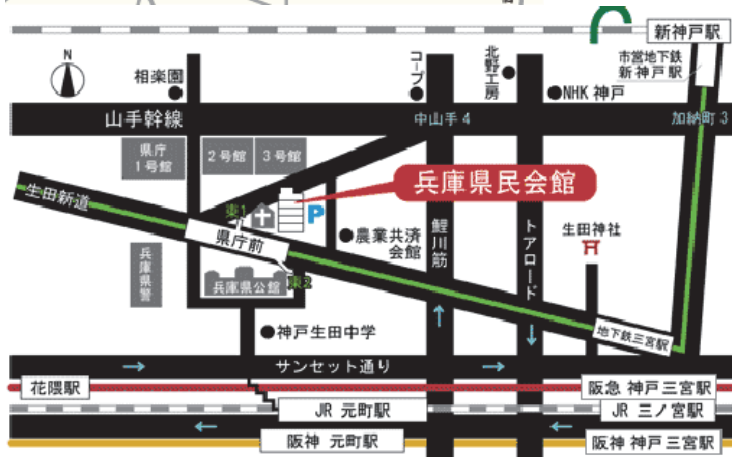 新神戸駅
市営地下鉄
新神戸駅
N
相楽園
コープ
北野工房
NHK 神戸
山手幹線
中山手4
加納町3
県庁
1号館
2号館
3号館
兵庫県民会館
生田新道
東1
P
県庁前
農業共済
会館
鯉川筋
トアロード
生田神社
兵庫県警
兵庫県公館
東2
神戸生田中学
地下鉄三宮駅
サンセット通り
花隈駅
阪急 神戸三宮駅
JR 元町駅
JR 三ノ宮駅
阪神 元町駅
阪神 神戸三宮駅